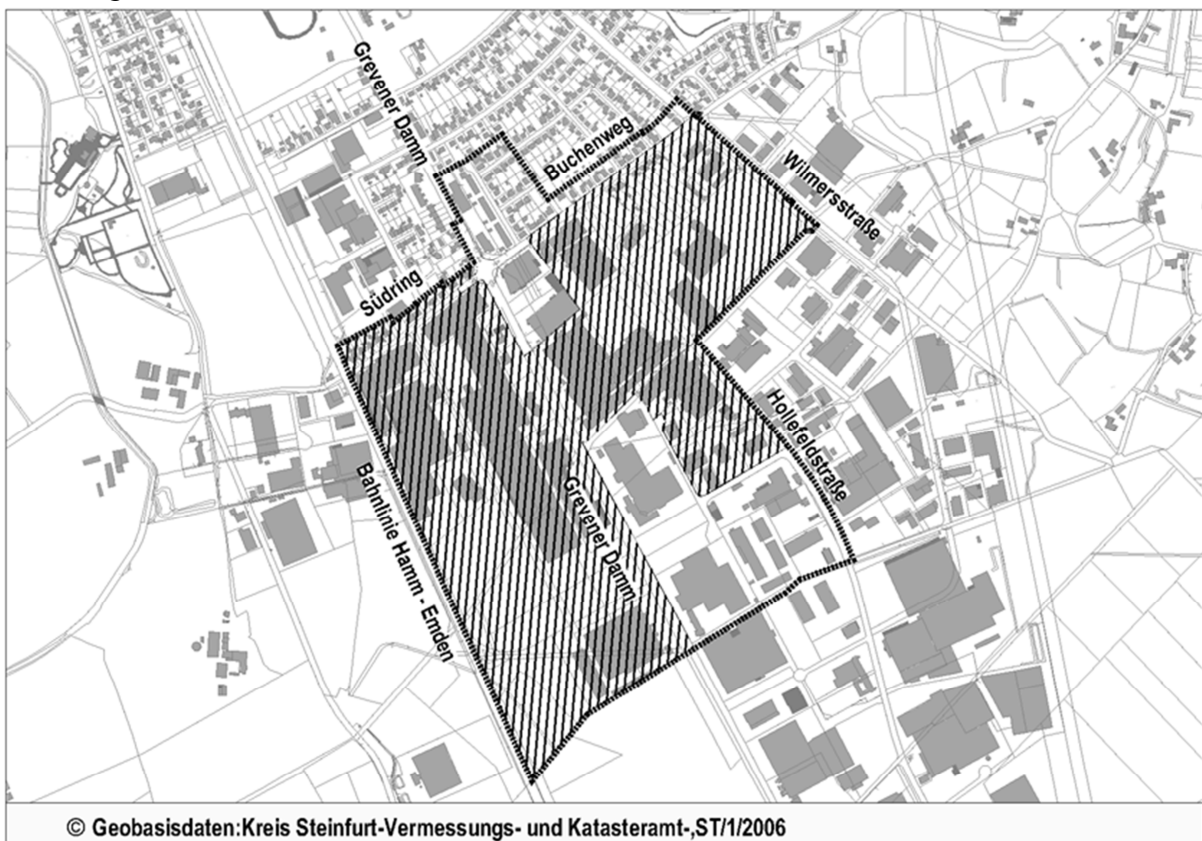 Grevener Damm
Buchenweg
Wilmersstraße
Südring
Hollefeldstraße
Grevener Damm
Bahnlinie Hamm - Emden
© Geobasisdaten:Kreis Steinfurt-Vermessungs- und Katasteramt-,ST/1/2006